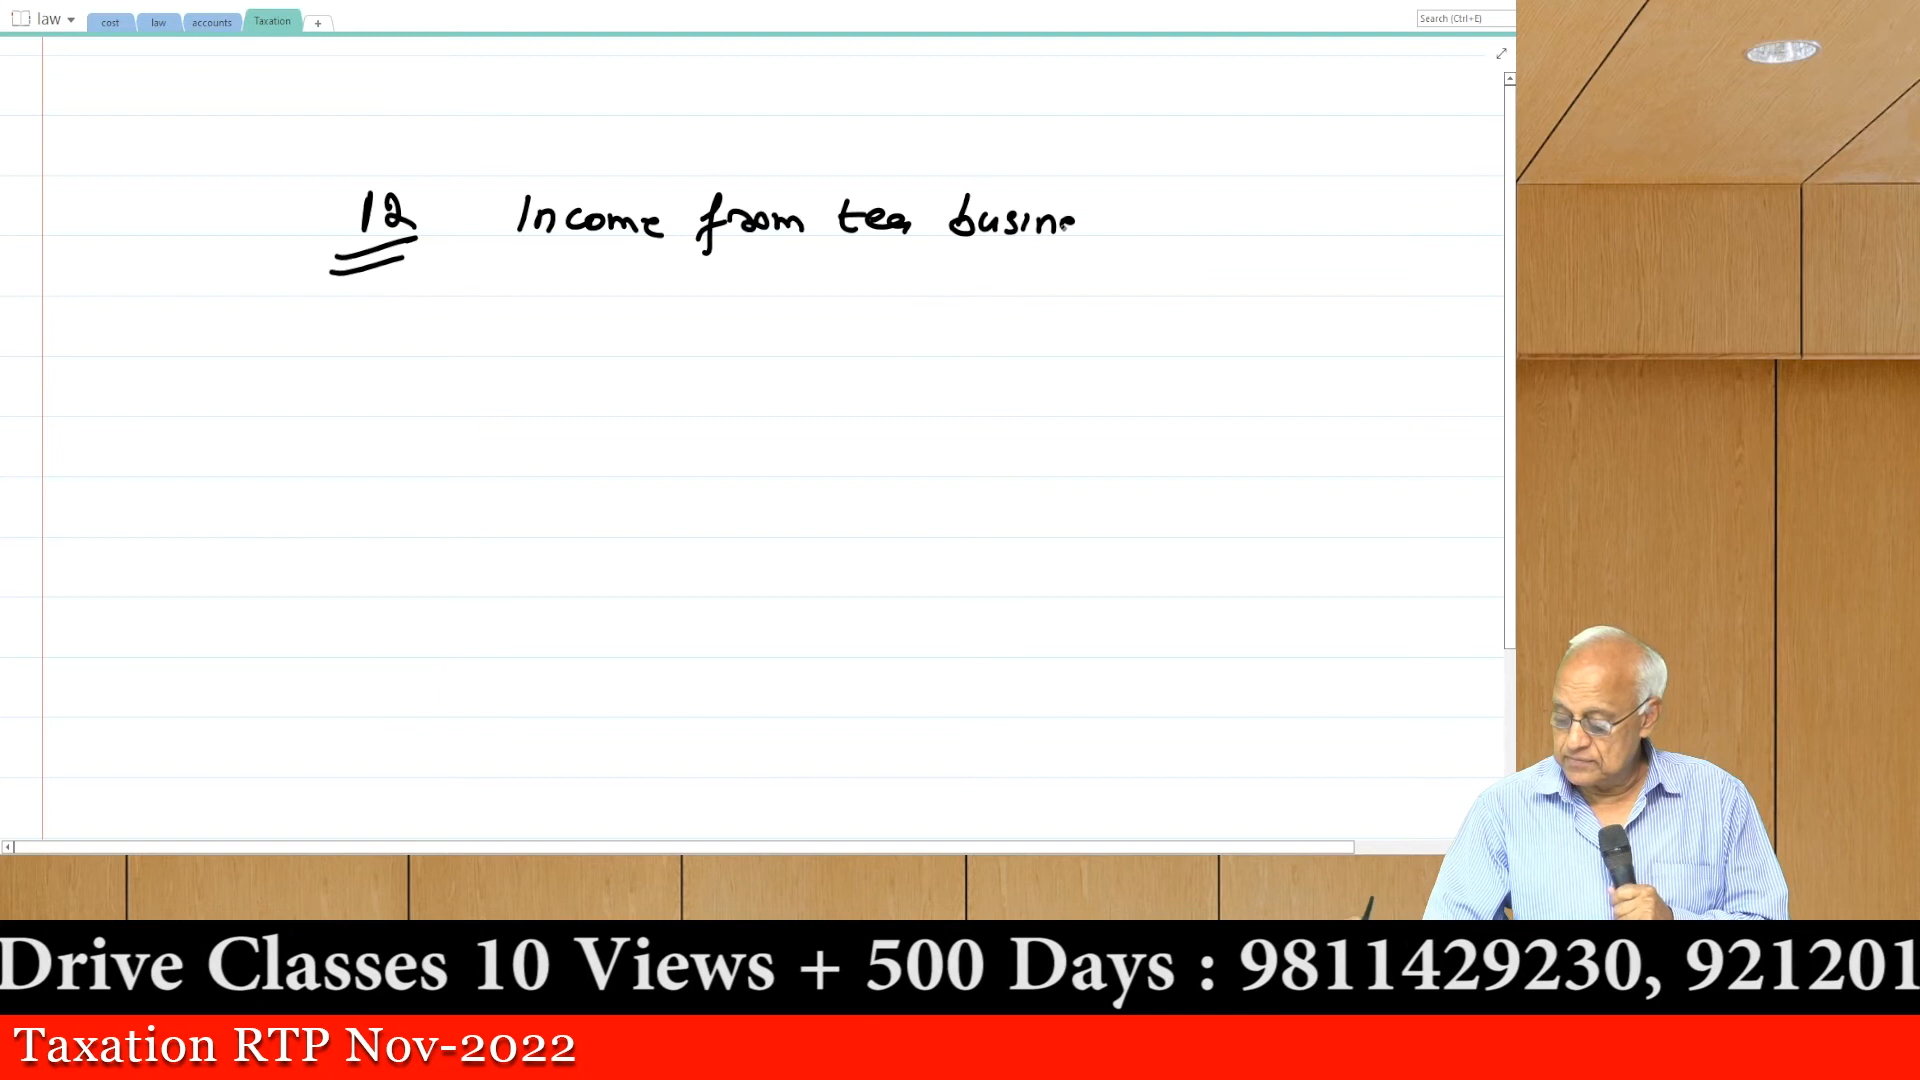 law
cost
law
accounts
Taxation
+
Search (Ctrl+E)
12 Income from tea busine
Drive Classes 10 Views + 500 Days : 9811429230, 921201
Taxation RTP Nov-2022